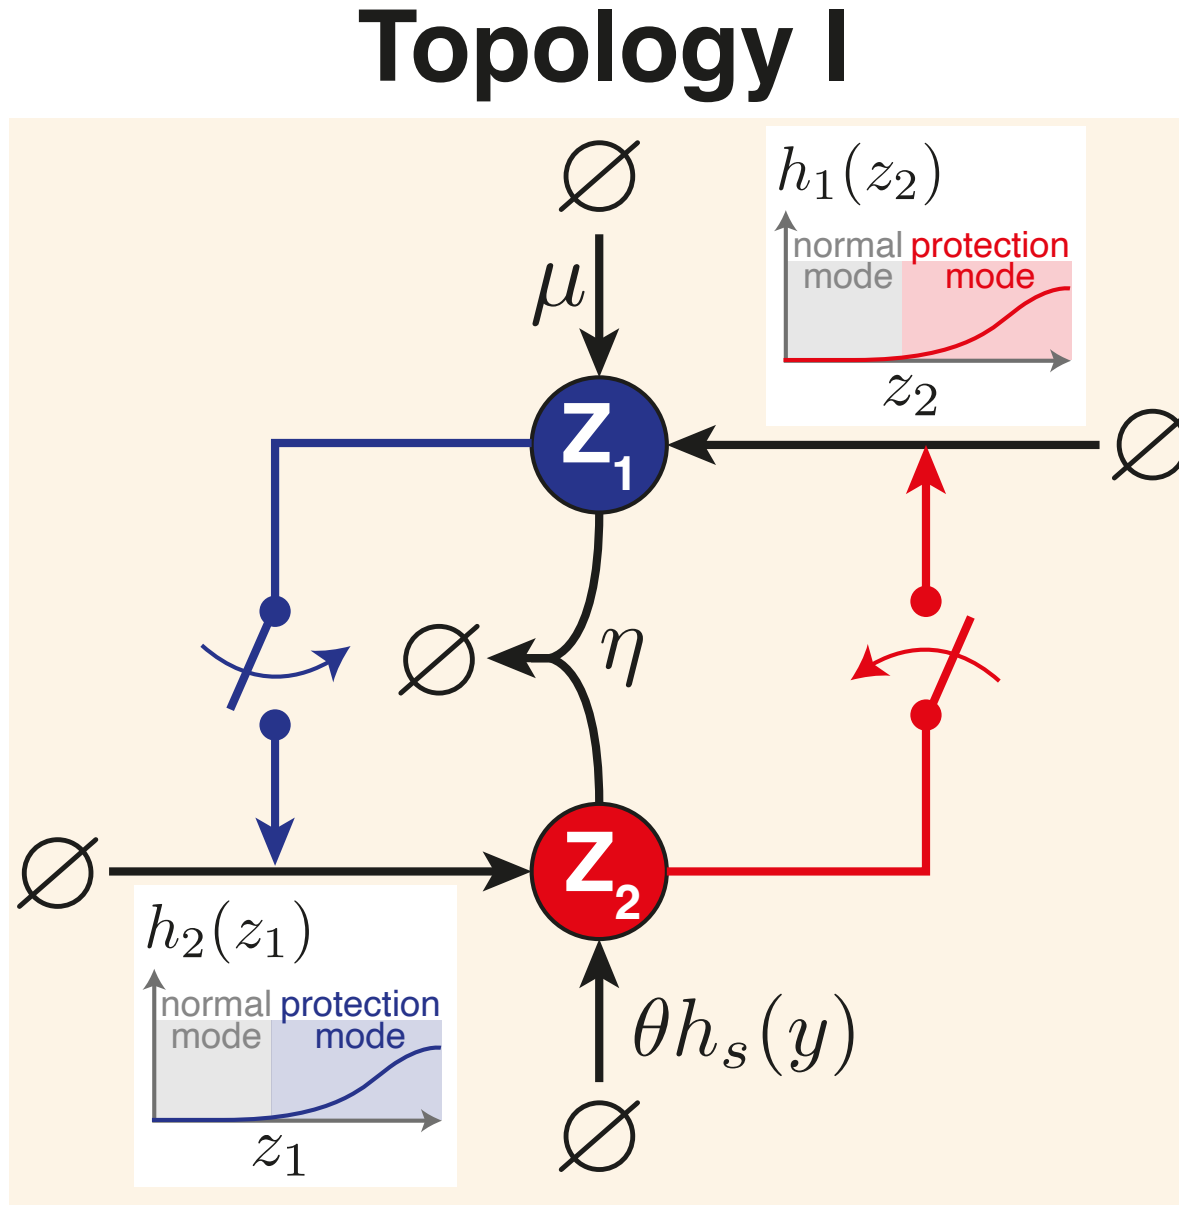 Topology I
∅
h₁(z₂)
normal protection
mode mode
z₂
μ
Z₁
∅
∅
η
∅
Z₂
h₂(z₁)
normal protection
mode mode
z₁
θhₛ(y)
∅